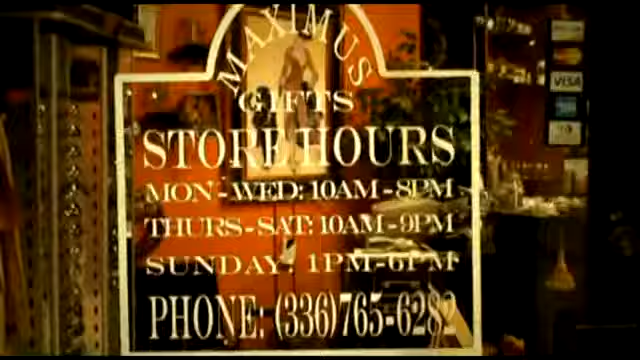 MAXIMUS
GIFTS
STORE HOURS
MON - WED: 10AM - 8PM
THURS - SAT: 10AM - 9PM
SUNDAY: 1PM - 6PM
PHONE: (336)765-6282
VISA